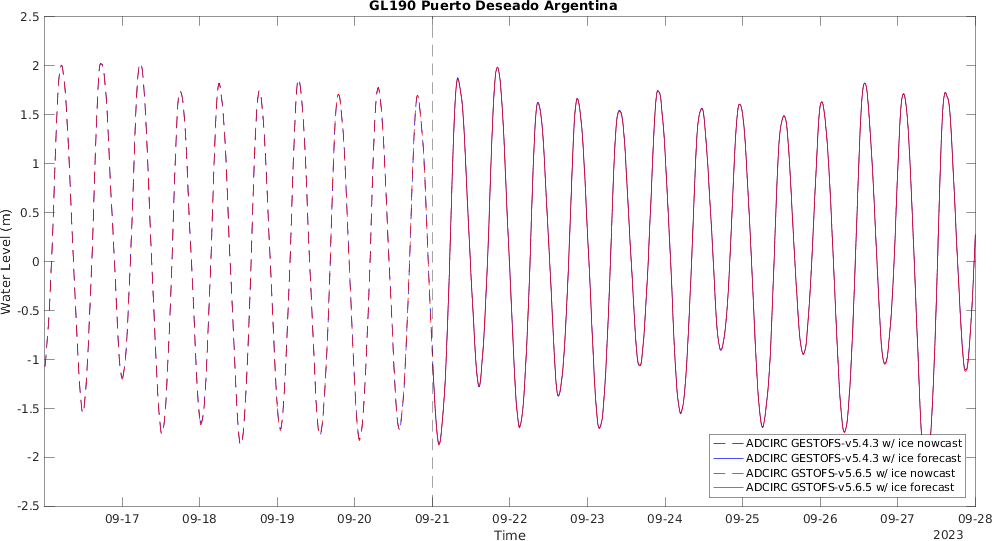 GL190 Puerto Deseado Argentina
2.5
2
1.5
1
0.5
0
-0.5
-1
-1.5
-2
-2.5
Water Level (m)
ADCIRC GESTOFS-v5.4.3 w/ ice nowcast
ADCIRC GESTOFS-v5.4.3 w/ ice forecast
ADCIRC GSTOFS-v5.6.5 w/ ice nowcast
ADCIRC GSTOFS-v5.6.5 w/ ice forecast
09-17 09-18 09-19 09-20 09-21 09-22 09-23 09-24 09-25 09-26 09-27 09-28
Time
2023